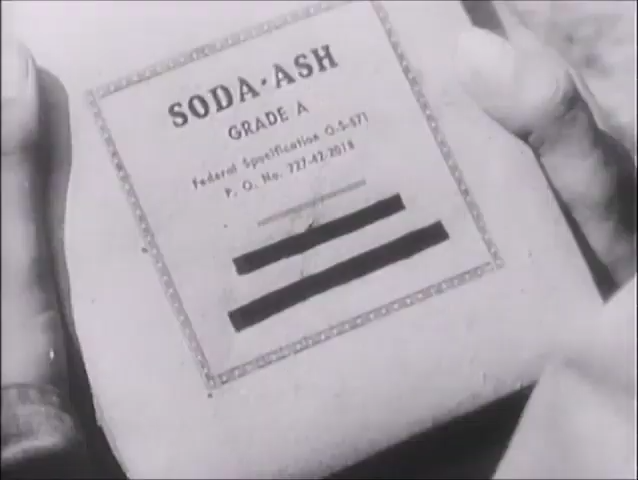 SODA·ASH
GRADE A
Federal Specification O-S-571
P. O. No. 727-42-2018